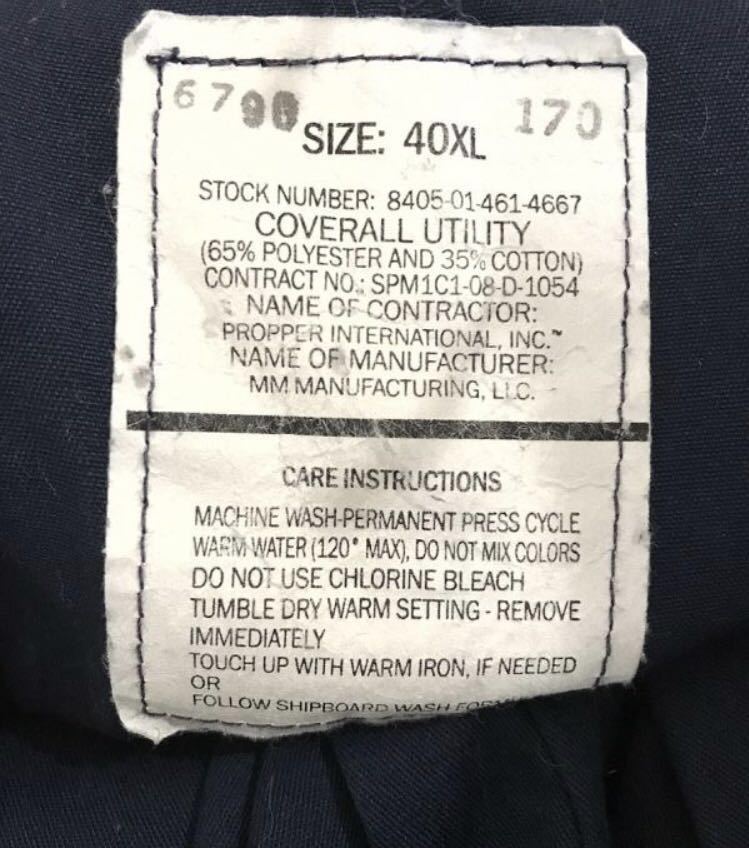 6790 170
SIZE: 40XL
STOCK NUMBER: 8405-01-461-4667
COVERALL UTILITY
(65% POLYESTER AND 35% COTTON)
CONTRACT NO.: SPM1C1-08-D-1054
NAME OF CONTRACTOR:
PROPPER INTERNATIONAL, INC.™
NAME OF MANUFACTURER:
MM MANUFACTURING, LLC.
CARE INSTRUCTIONS
MACHINE WASH-PERMANENT PRESS CYCLE
WARM WATER (120° MAX), DO NOT MIX COLORS
DO NOT USE CHLORINE BLEACH
TUMBLE DRY WARM SETTING - REMOVE
IMMEDIATELY
TOUCH UP WITH WARM IRON, IF NEEDED
OR
FOLLOW SHIPBOARD WASH